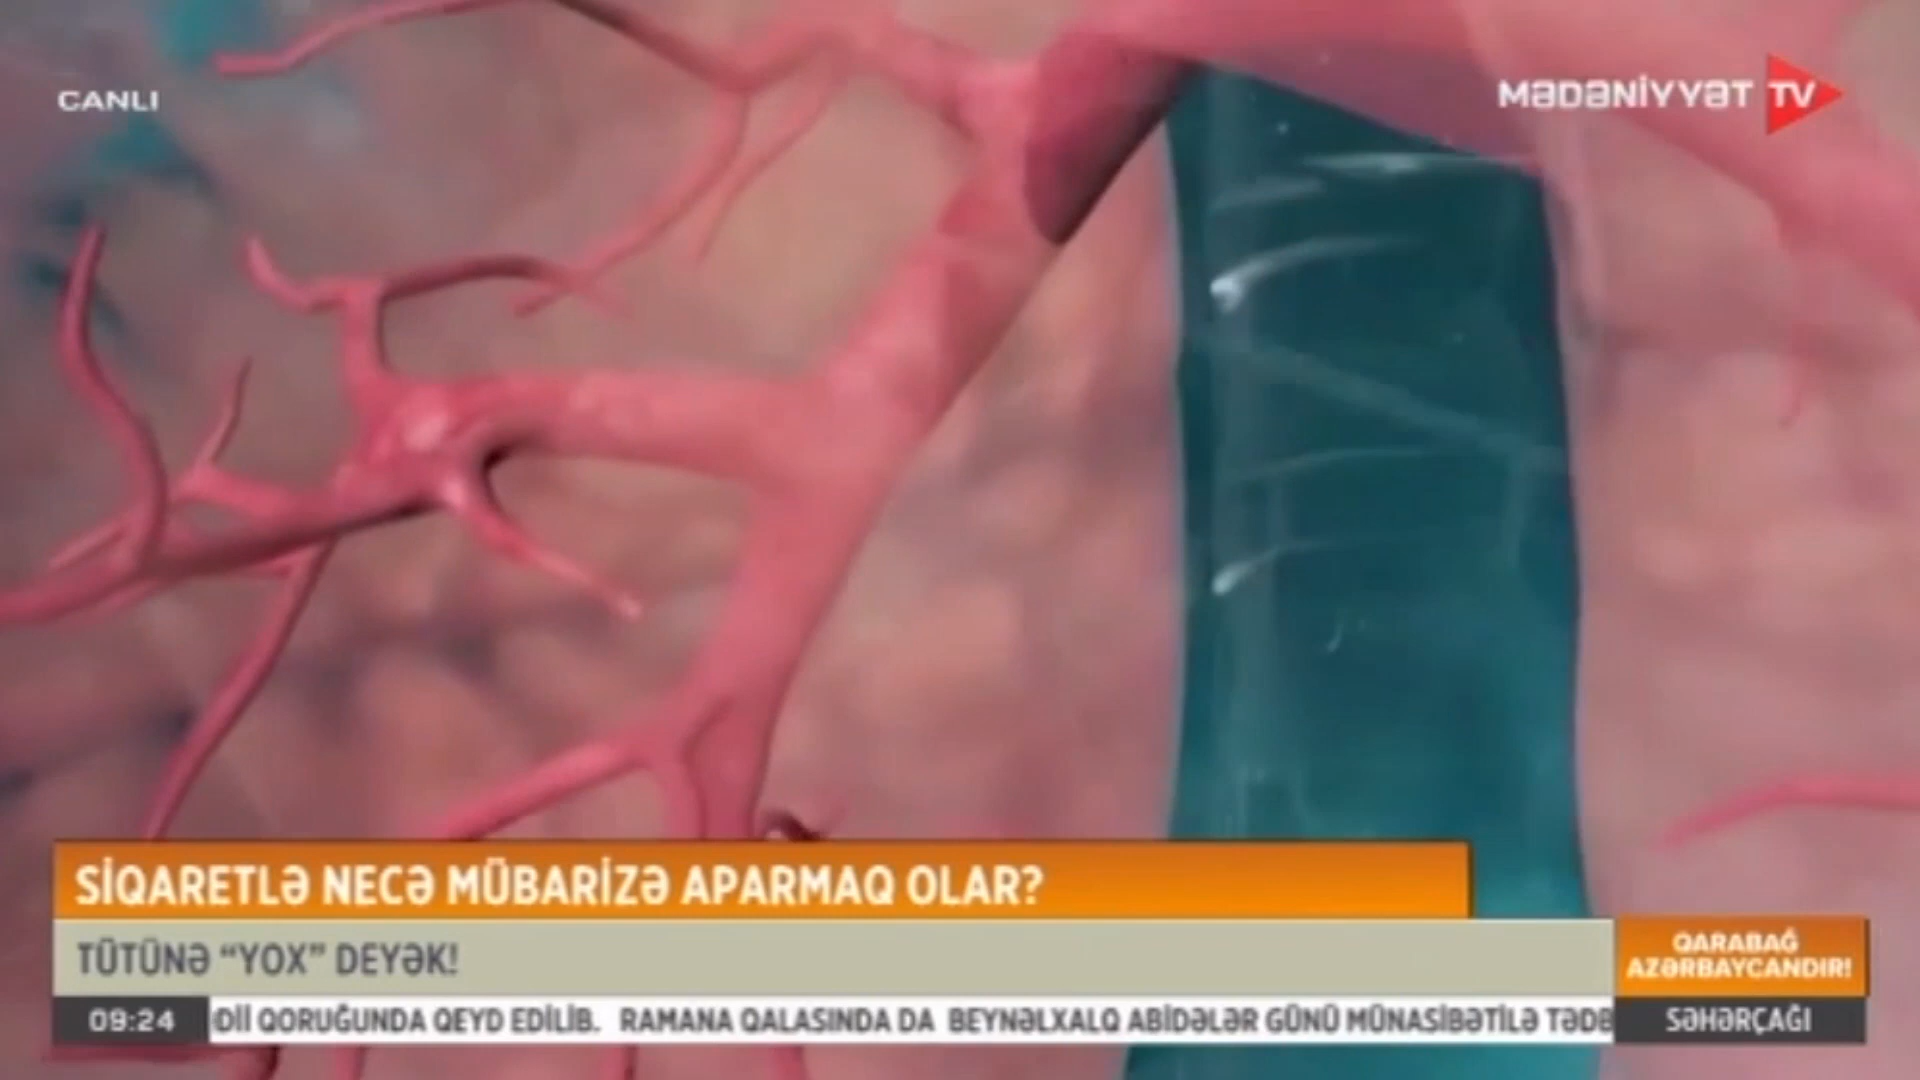 CANLI
MƏDƏNİYYƏT TV
SİQARETLƏ NECƏ MÜBARİZƏ APARMAQ OLAR?
TÜTÜNƏ “YOX” DEYƏK!
QARABAĞ
AZƏRBAYCANDIR!
09:24
QORUĞUNDA QEYD EDİLİB. RAMANA QALASINDA DA BEYNƏLXALQ ABİDƏLƏR GÜNÜ MÜNASİBƏTİLƏ
SƏHƏRÇAĞI